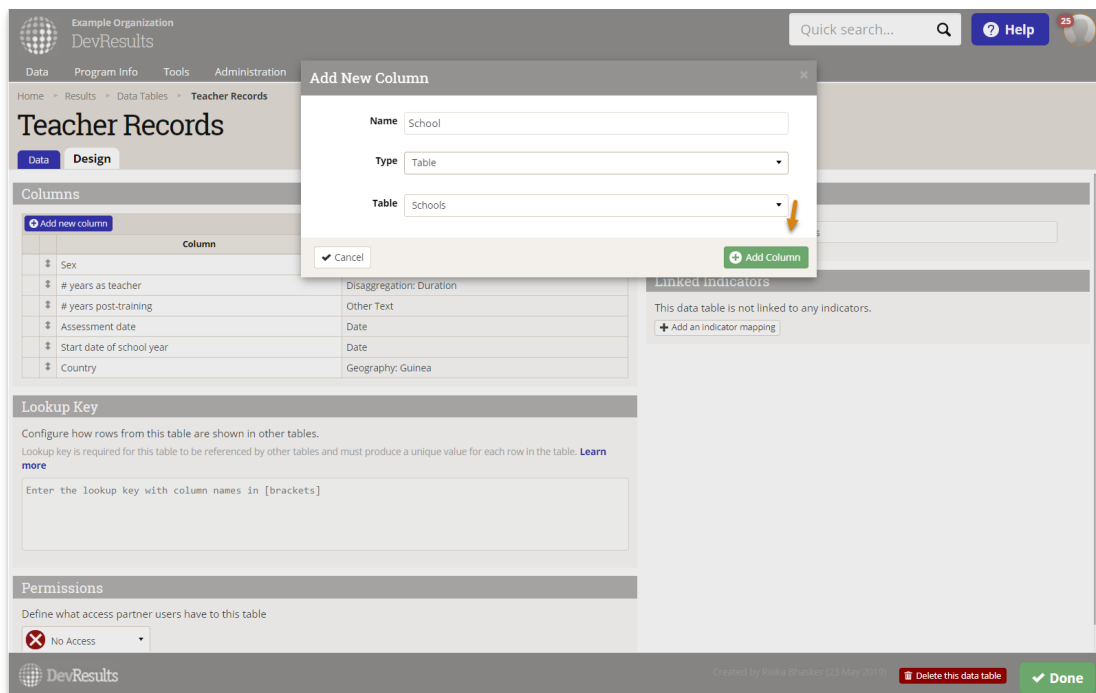 Example Organization
DevResults
Quick search...
Help
25
Data Program Info Tools Administration
Home Results Data Tables Teacher Records
Teacher Records
Data Design
Add New Column
×
Name School
Type Table
Table Schools
Cancel
Add Column
Columns
Add new column
Column
Sex
# years as teacher Disaggregation: Duration
# years post-training Other Text
Assessment date Date
Start date of school year Date
Country Geography: Guinea
Linked Indicators
This data table is not linked to any indicators.
Add an indicator mapping
Lookup Key
Configure how rows from this table are shown in other tables.
Lookup key is required for this table to be referenced by other tables and must produce a unique value for each row in the table. Learn
more
Enter the lookup key with column names in [brackets]
Permissions
Define what access partner users have to this table
No Access
DevResults
(23 May 2019)
Delete this data table
Done